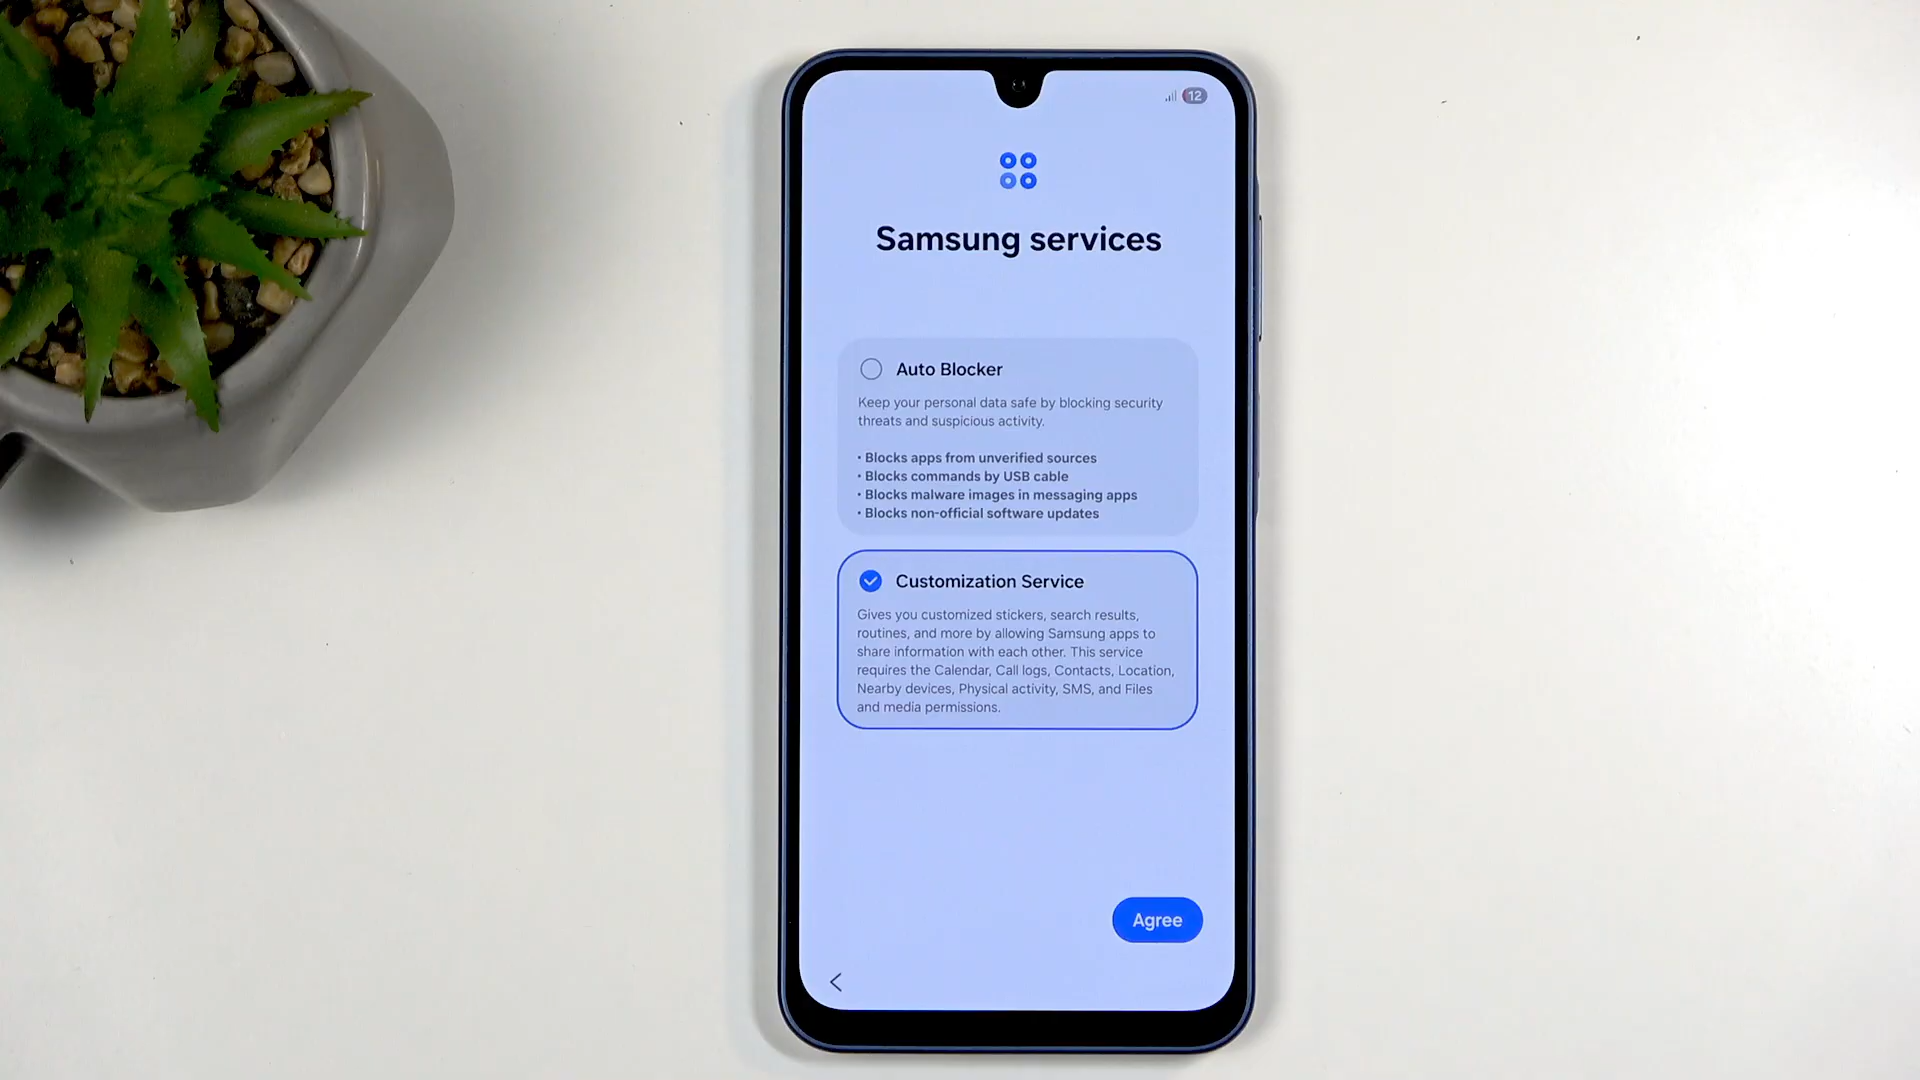 12
Samsung services
Auto Blocker
Keep your personal data safe by blocking security
threats and suspicious activity.
• Blocks apps from unverified sources
• Blocks commands by USB cable
• Blocks malware images in messaging apps
• Blocks non-official software updates
Customization Service
Gives you customized stickers, search results,
routines, and more by allowing Samsung apps to
share information with each other. This service
requires the Calendar, Call logs, Contacts, Location,
Nearby devices, Physical activity, SMS, and Files
and media permissions.
Agree